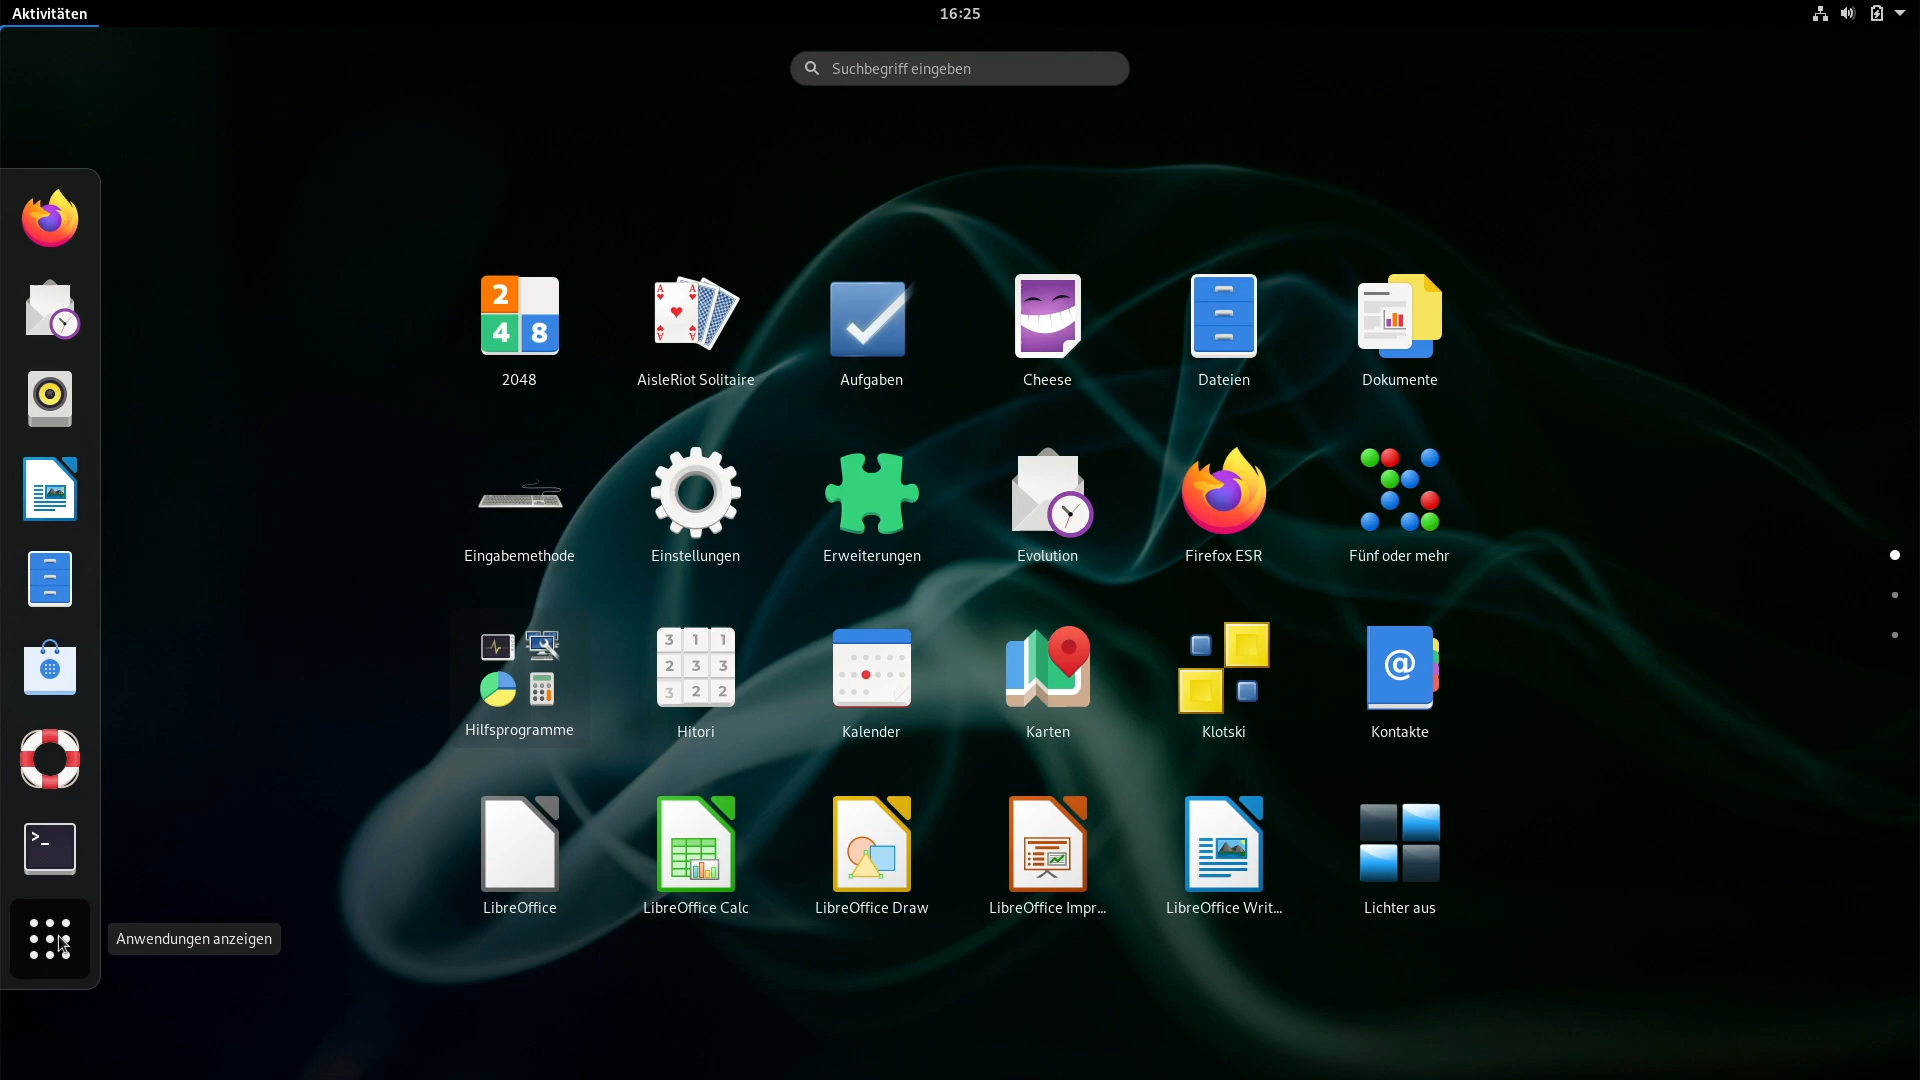 Aktivitäten
16:25
Suchbegriff eingeben
2
4 8
2048
AisleRiot Solitaire
Aufgaben
Cheese
Dateien
Dokumente
Eingabemethode
Einstellungen
Erweiterungen
Evolution
Firefox ESR
Fünf oder mehr
3 1 1
2 3 3
3 2 2
@
Hilfsprogramme
Hitori
Kalender
Karten
Klotski
Kontakte
>_
LibreOffice
LibreOffice Calc
LibreOffice Draw
LibreOffice Impr...
LibreOffice Writ...
Lichter aus
Anwendungen anzeigen